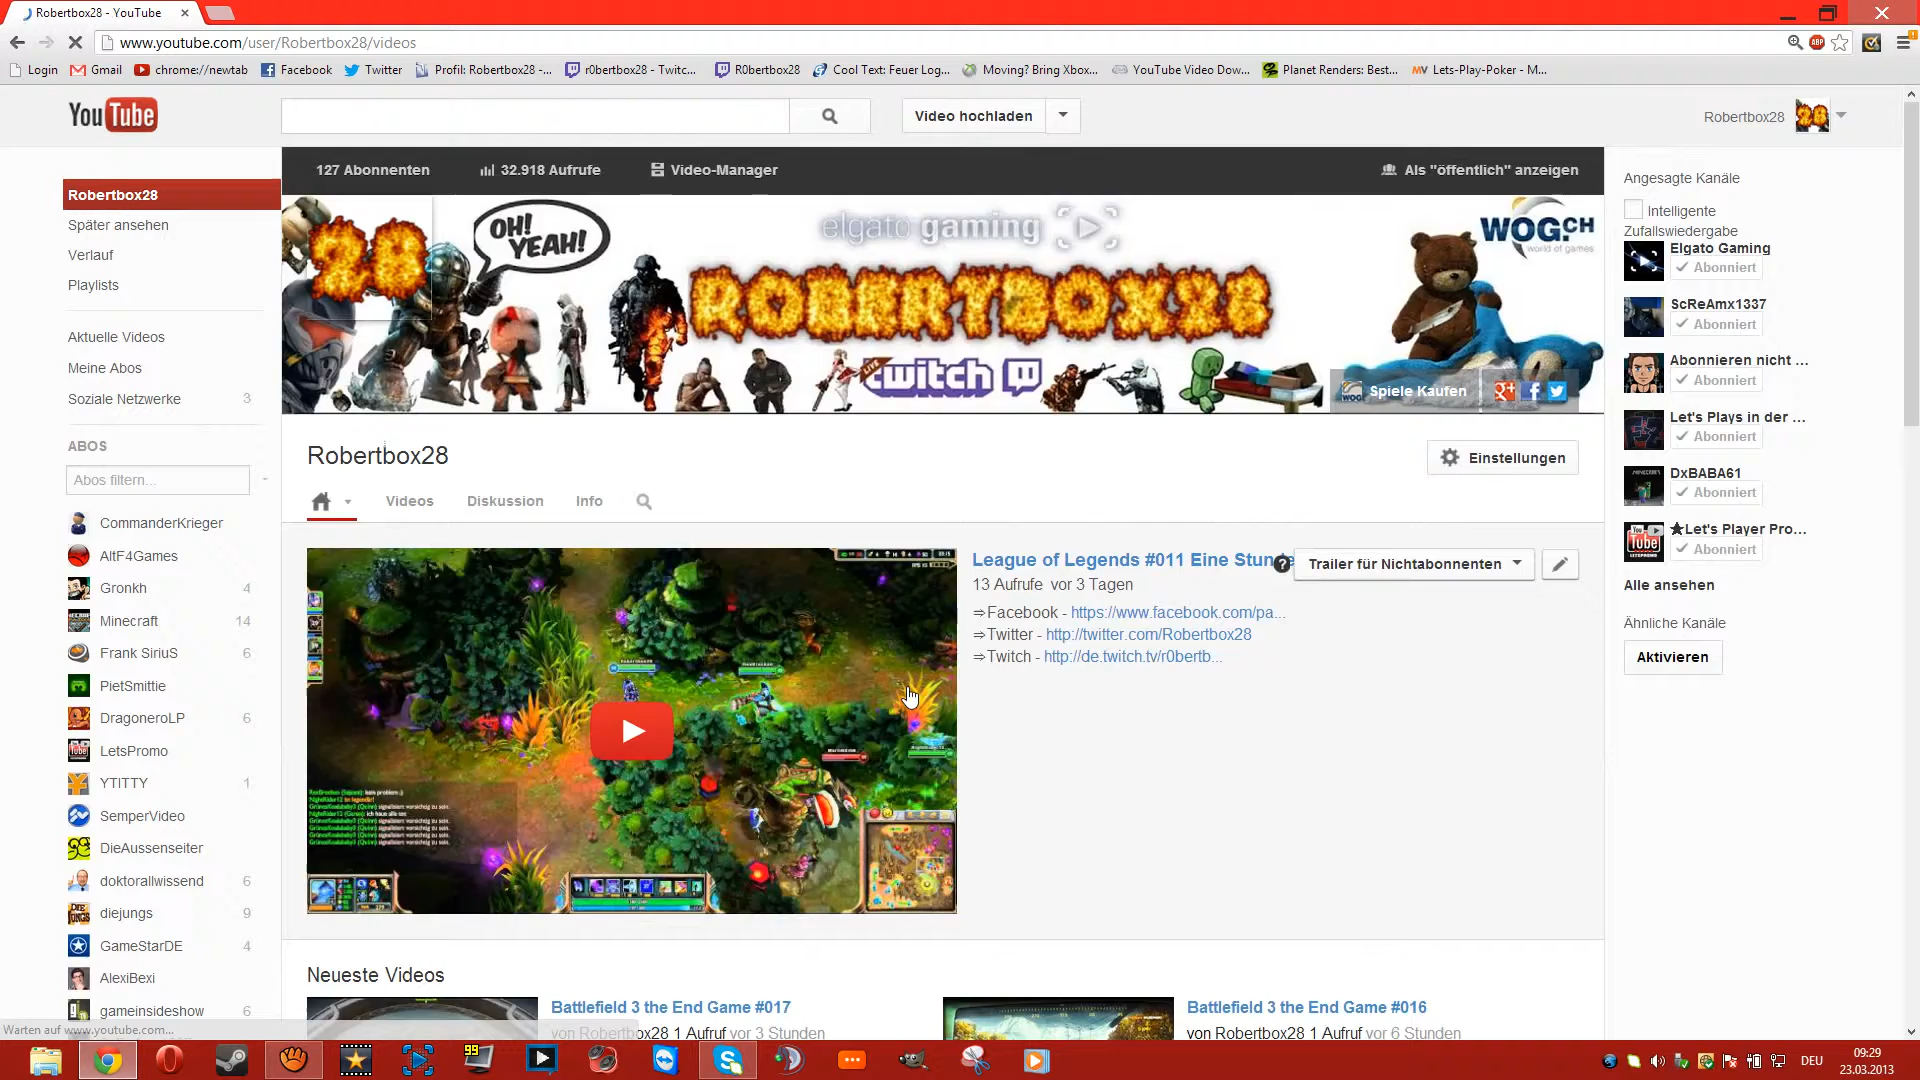 Robertbox28 - YouTube
www.youtube.com/user/Robertbox28/videos
Login Gmail chrome://newtab Facebook Twitter Profil: Robertbox28 -... r0bertbox28 - Twitc... R0bertbox28 Cool Text: Feuer Log... Moving? Bring Xbox... YouTube Video Dow... Planet Renders: Best... Lets-Play-Poker - M...
YouTube
Video hochladen
Robertbox28
28
127 Abonnenten 32.918 Aufrufe Video-Manager Als "öffentlich" anzeigen
Robertbox28
Später ansehen
Verlauf
Playlists
Aktuelle Videos
Meine Abos
Soziale Netzwerke 3
ABOS
Abos filtern...
CommanderKrieger
AltF4Games
Gronkh 4
Minecraft 14
Frank SiriuS 6
PietSmittie
DragoneroLP 6
LetsPromo
YTITTY 1
SemperVideo
DieAussenseiter
doktorallwissend 6
diejungs 9
GameStarDE 4
AlexiBexi
gameinsideshow 6
Warten auf www.youtube.com...
28
OH! YEAH!
elgato gaming
WOG.CH
world of games
ROBERTBOX28
LIVE
twitch
Spiele Kaufen
Robertbox28
Einstellungen
Videos Diskussion Info
League of Legends #011 Eine Stun
Trailer für Nichtabonnenten
13 Aufrufe vor 3 Tagen
⇒Facebook - https://www.facebook.com/pa...
⇒Twitter - http://twitter.com/Robertbox28
⇒Twitch - http://de.twitch.tv/r0bertb...
Neueste Videos
Battlefield 3 the End Game #017
von Robertbox28 1 Aufruf vor 3 Stunden
Battlefield 3 the End Game #016
von Robertbox28 1 Aufruf vor 6 Stunden
Angesagte Kanäle
Intelligente
Zufallswiedergabe
Elgato Gaming
Abonniert
ScReAmx1337
Abonniert
Abonnieren nicht ...
Abonniert
Let's Plays in der ...
Abonniert
DxBABA61
Abonniert
★Let's Player Pro...
Abonniert
Alle ansehen
Ähnliche Kanäle
Aktivieren
99
DEU
09:29
23.03.2013